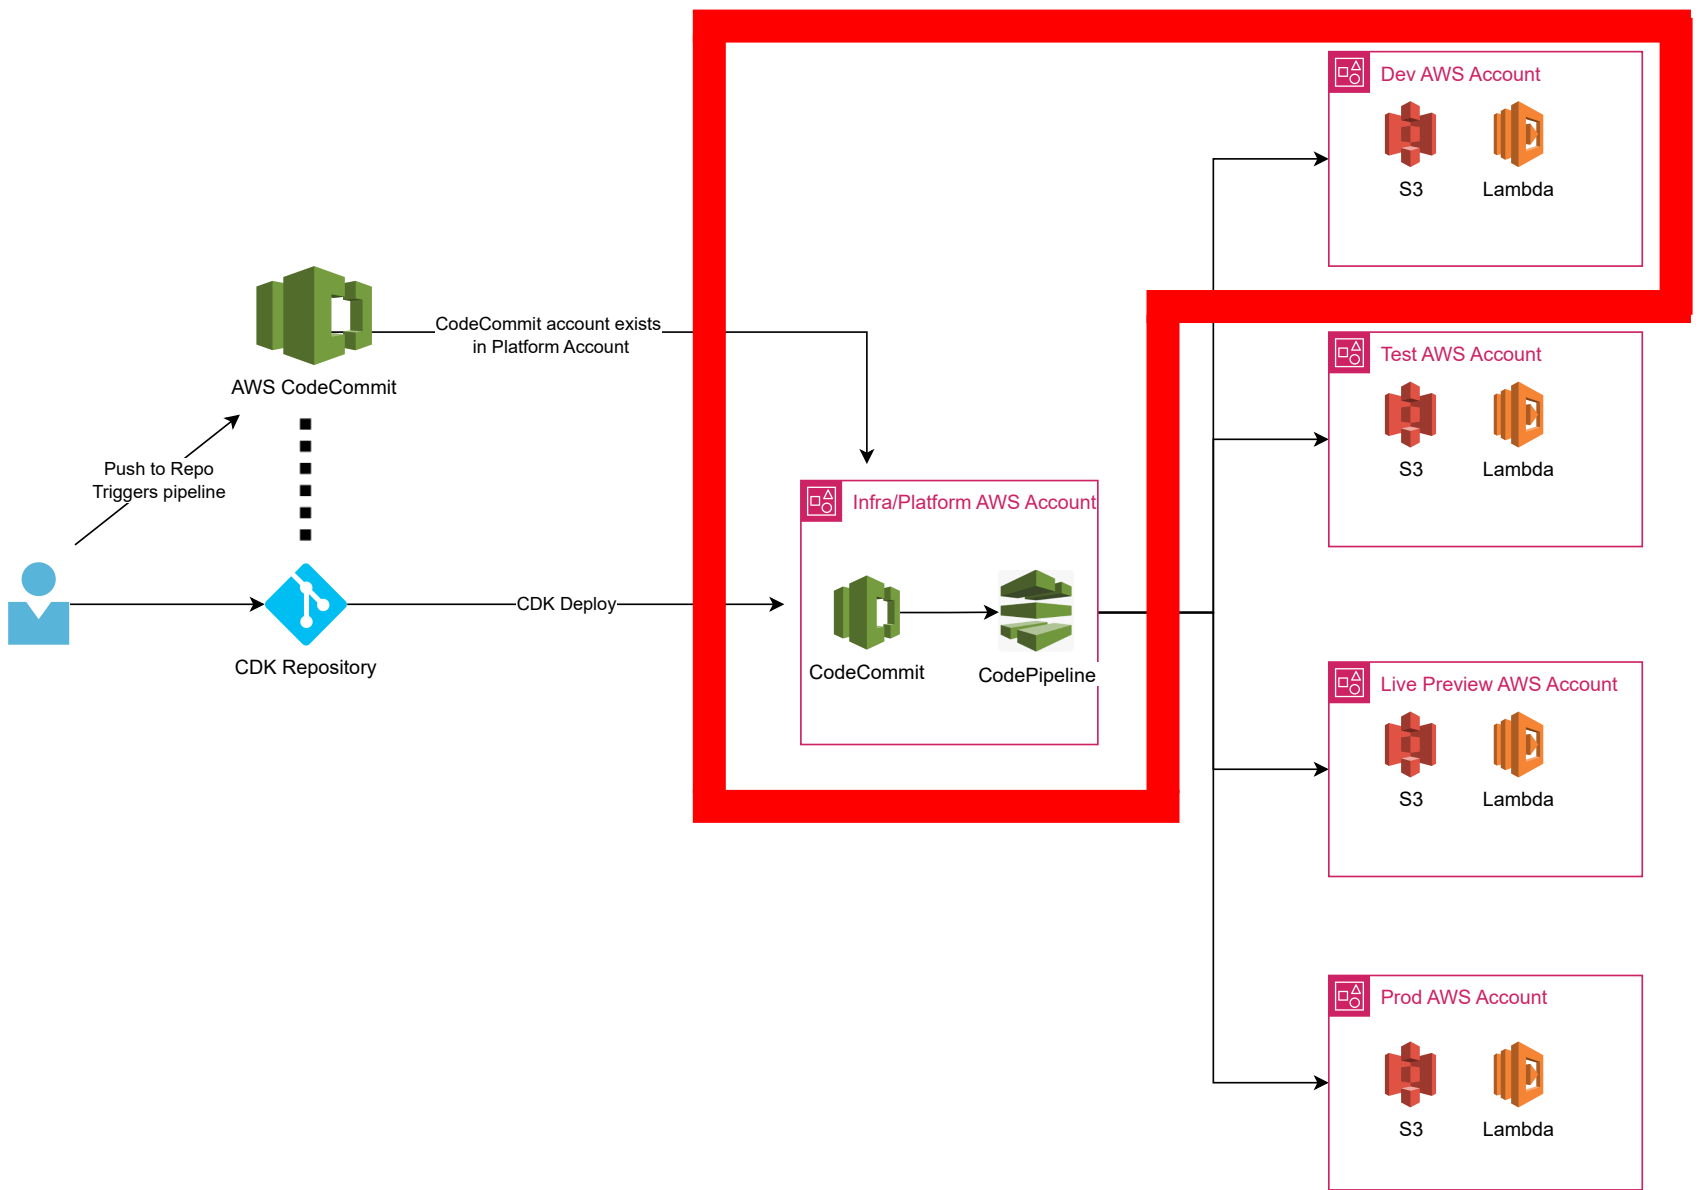 Dev AWS Account
S3
Lambda
CodeCommit account exists
in Platform Account
AWS CodeCommit
Test AWS Account
S3
Lambda
Push to Repo
Triggers pipeline
Infra/Platform AWS Account
CDK Deploy
CDK Repository
CodeCommit
CodePipeline
Live Preview AWS Account
S3
Lambda
Prod AWS Account
S3
Lambda